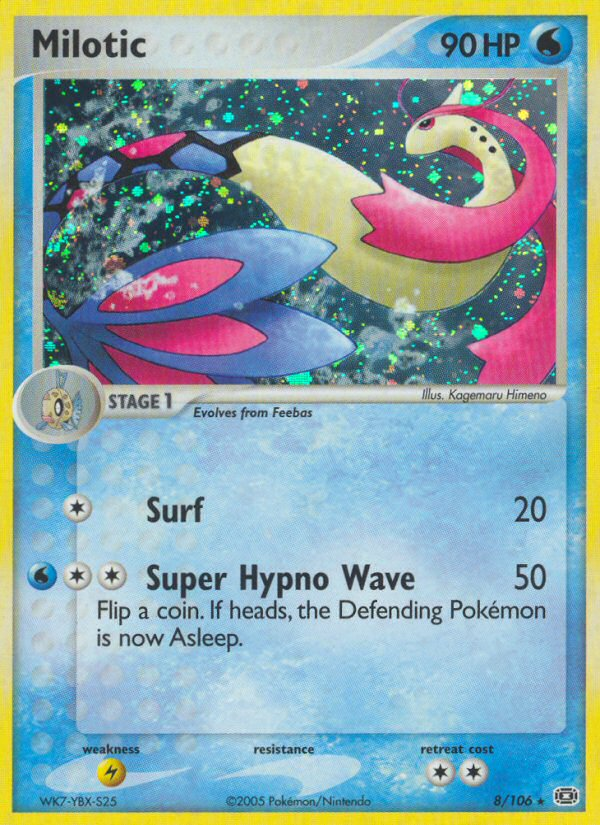 Milotic 90 HP
Illus. Kagemaru Himeno
STAGE 1
Evolves from Feebas
Surf 20
Super Hypno Wave 50
Flip a coin. If heads, the Defending Pokémon
is now Asleep.
weakness resistance retreat cost
WK7-YBX-S25 ©2005 Pokémon/Nintendo 8/106 ★